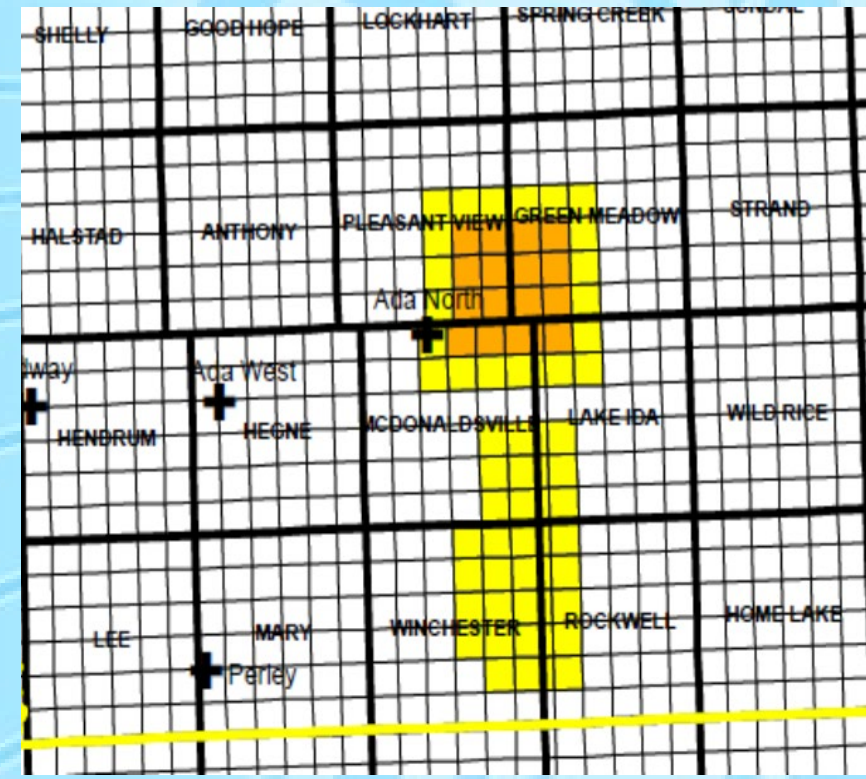 SHELLY
GOOD HOPE
LOCKHART
SPRING CREEK
HALSTAD
ANTHONY
PLEASANT VIEW
GREEN MEADOW
STRAND
Ada North
Ada West
HENDRUM
HEGNE
MCDONALDSVILLE
LAKE IDA
WILD RICE
LEE
MARY
WINCHESTER
ROCKWELL
HOME LAKE
Perley